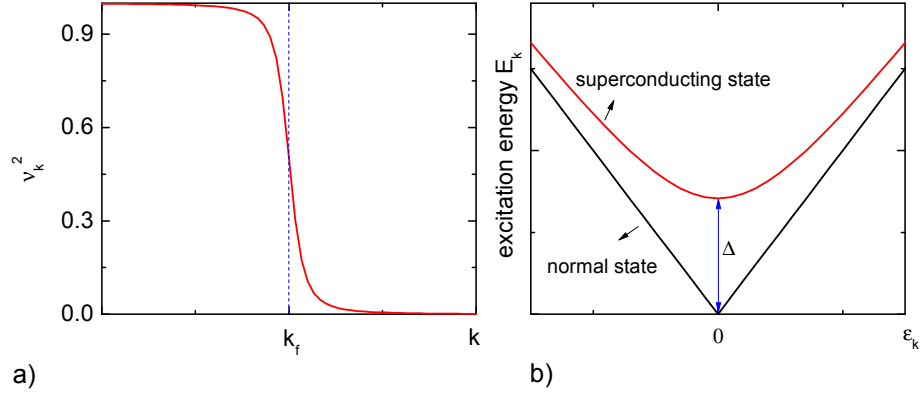 0.9
0.6
0.3
0.0
ν_k^2
k_f
k
a)
excitation energy E_k
superconducting state
normal state
Δ
0
ε_k
b)